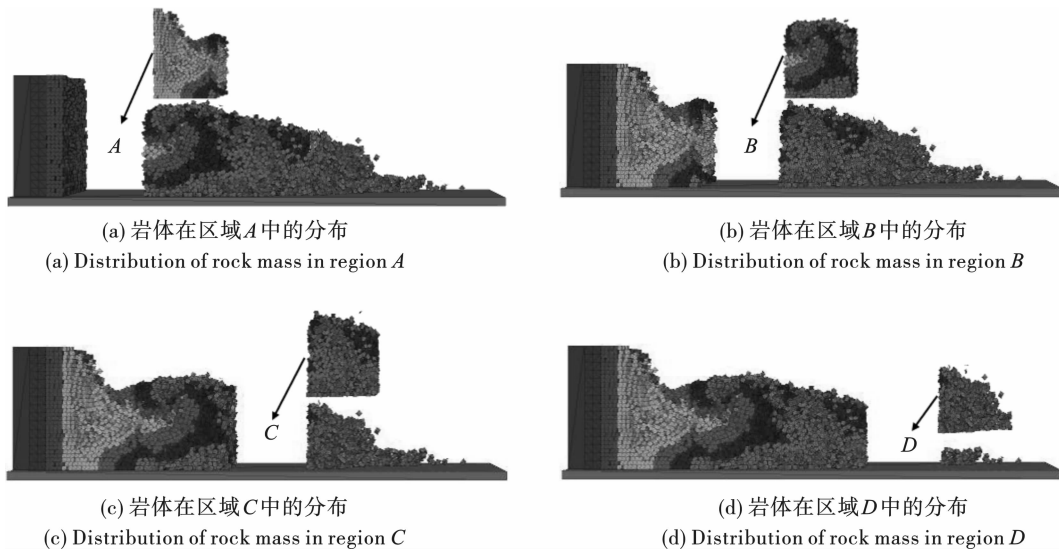 A
B
(a) 岩体在区域A中的分布
(a) Distribution of rock mass in region A
(b) 岩体在区域B中的分布
(b) Distribution of rock mass in region B
C
D
(c) 岩体在区域C中的分布
(c) Distribution of rock mass in region C
(d) 岩体在区域D中的分布
(d) Distribution of rock mass in region D